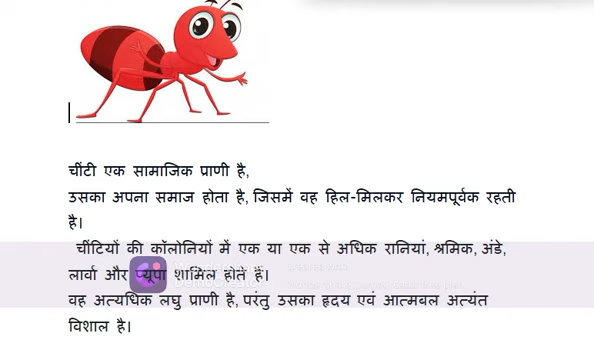 चींटी एक सामाजिक प्राणी है,
उसका अपना समाज होता है, जिसमें वह हिल-मिलकर नियमपूर्वक रहती
है।
चींटियों की कॉलोनियों में एक या एक से अधिक रानियां, श्रमिक, अंडे,
लार्वा और प्यूपा शामिल होते हैं।
वह अत्यधिक लघु प्राणी है, परंतु उसका हृदय एवं आत्मबल अत्यंत
विशाल है।